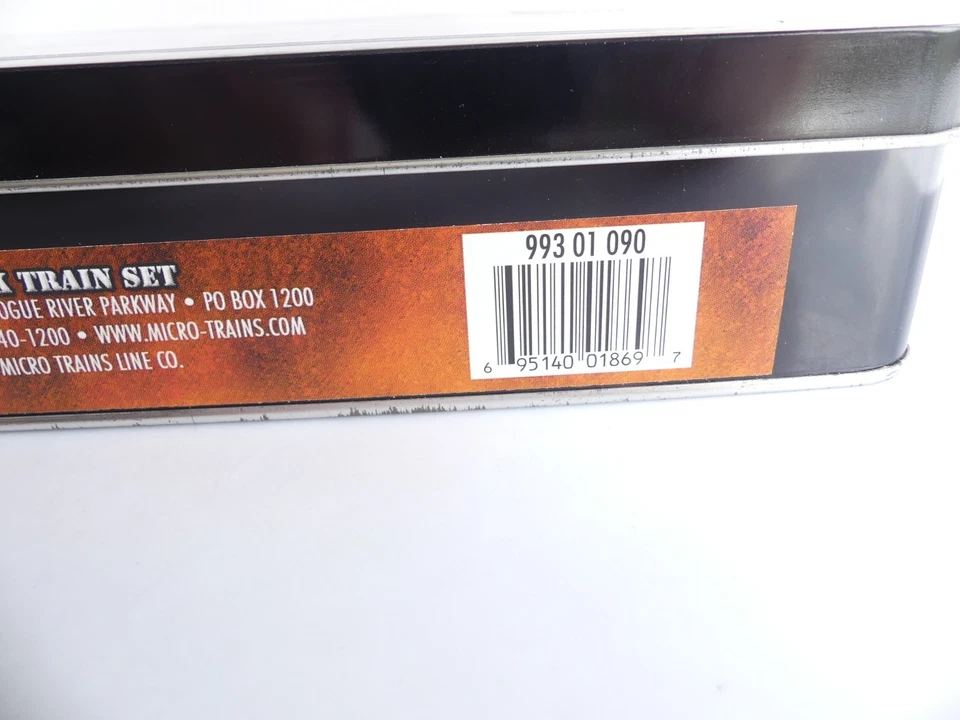 TRAIN SET
OGUE RIVER PARKWAY • PO BOX 1200
40-1200 • WWW.MICRO-TRAINS.COM
MICRO TRAINS LINE CO.
993 01 090
6 95140 01869 7